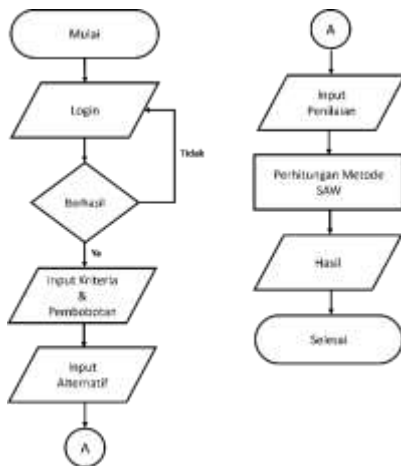 Mulai
Login
Tidak
Berhasil
Ya
Input Kriteria
&
Pembobotan
Input
Alternatif
A
A
Input
Penilaian
Perhitungan Metode
SAW
Hasil
Selesai